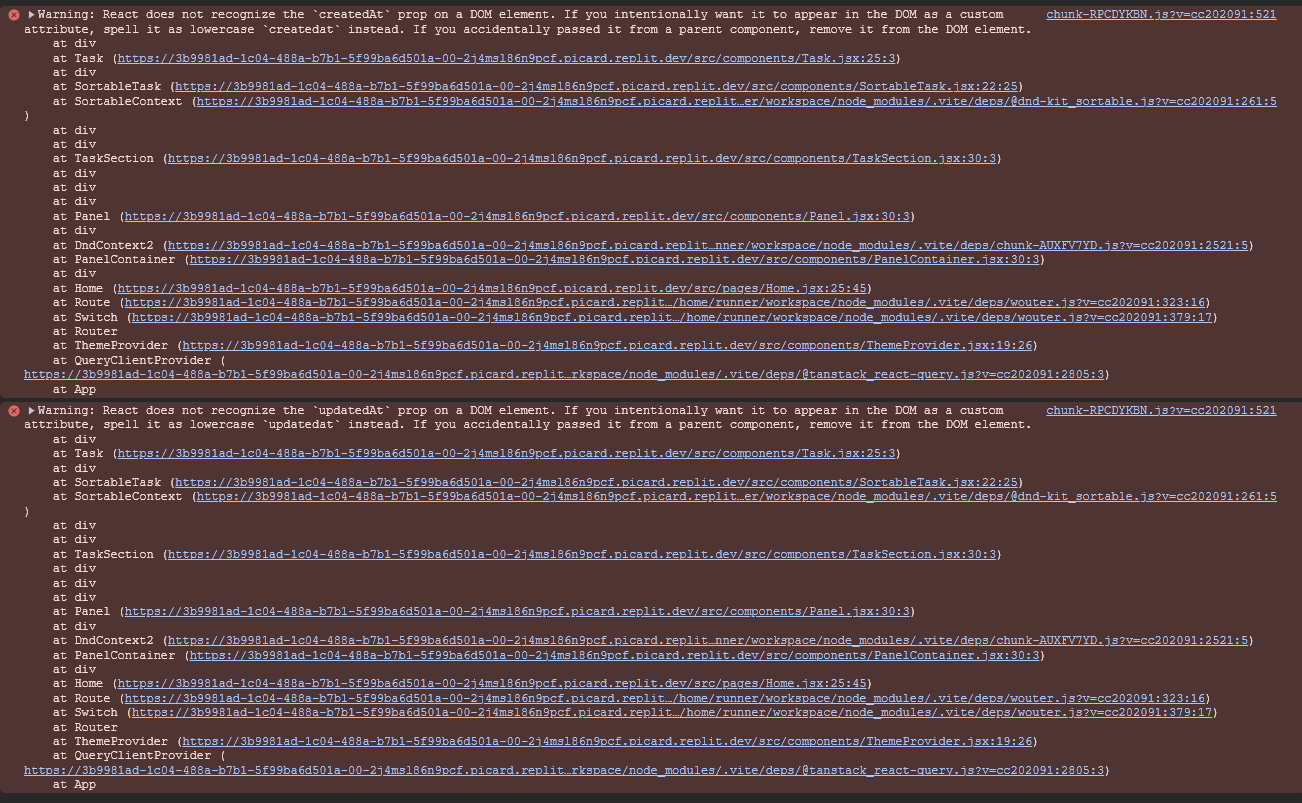 Warning: React does not recognize the `createdAt` prop on a DOM element. If you intentionally want it to appear in the DOM as a custom chunk-RPCDYKBN.js?v=cc202091:521
attribute, spell it as lowercase `createdat` instead. If you accidentally passed it from a parent component, remove it from the DOM element.
at div
at Task (https://3b9981ad-1c04-488a-b7b1-5f99ba6d501a-00-2j4msl86n9pcf.picard.replit.dev/src/components/Task.jsx:25:3)
at div
at SortableTask (https://3b9981ad-1c04-488a-b7b1-5f99ba6d501a-00-2j4msl86n9pcf.picard.replit.dev/src/components/SortableTask.jsx:22:25)
at SortableContext (https://3b9981ad-1c04-488a-b7b1-5f99ba6d501a-00-2j4msl86n9pcf.picard.replit…er/workspace/node_modules/.vite/deps/@dnd-kit_sortable.js?v=cc202091:261:5
)
at div
at div
at TaskSection (https://3b9981ad-1c04-488a-b7b1-5f99ba6d501a-00-2j4msl86n9pcf.picard.replit.dev/src/components/TaskSection.jsx:30:3)
at div
at div
at div
at Panel (https://3b9981ad-1c04-488a-b7b1-5f99ba6d501a-00-2j4msl86n9pcf.picard.replit.dev/src/components/Panel.jsx:30:3)
at div
at DndContext2 (https://3b9981ad-1c04-488a-b7b1-5f99ba6d501a-00-2j4msl86n9pcf.picard.replit…nner/workspace/node_modules/.vite/deps/chunk-AUXFV7YD.js?v=cc202091:2521:5)
at PanelContainer (https://3b9981ad-1c04-488a-b7b1-5f99ba6d501a-00-2j4msl86n9pcf.picard.replit.dev/src/components/PanelContainer.jsx:30:3)
at div
at Home (https://3b9981ad-1c04-488a-b7b1-5f99ba6d501a-00-2j4msl86n9pcf.picard.replit.dev/src/pages/Home.jsx:25:45)
at Route (https://3b9981ad-1c04-488a-b7b1-5f99ba6d501a-00-2j4msl86n9pcf.picard.replit…/home/runner/workspace/node_modules/.vite/deps/wouter.js?v=cc202091:323:16)
at Switch (https://3b9981ad-1c04-488a-b7b1-5f99ba6d501a-00-2j4msl86n9pcf.picard.replit…/home/runner/workspace/node_modules/.vite/deps/wouter.js?v=cc202091:379:17)
at Router
at ThemeProvider (https://3b9981ad-1c04-488a-b7b1-5f99ba6d501a-00-2j4msl86n9pcf.picard.replit.dev/src/components/ThemeProvider.jsx:19:26)
at QueryClientProvider (
https://3b9981ad-1c04-488a-b7b1-5f99ba6d501a-00-2j4msl86n9pcf.picard.replit…rkspace/node_modules/.vite/deps/@tanstack_react-query.js?v=cc202091:2805:3)
at App
Warning: React does not recognize the `updatedAt` prop on a DOM element. If you intentionally want it to appear in the DOM as a custom chunk-RPCDYKBN.js?v=cc202091:521
attribute, spell it as lowercase `updatedat` instead. If you accidentally passed it from a parent component, remove it from the DOM element.
at div
at Task (https://3b9981ad-1c04-488a-b7b1-5f99ba6d501a-00-2j4msl86n9pcf.picard.replit.dev/src/components/Task.jsx:25:3)
at div
at SortableTask (https://3b9981ad-1c04-488a-b7b1-5f99ba6d501a-00-2j4msl86n9pcf.picard.replit.dev/src/components/SortableTask.jsx:22:25)
at SortableContext (https://3b9981ad-1c04-488a-b7b1-5f99ba6d501a-00-2j4msl86n9pcf.picard.replit…er/workspace/node_modules/.vite/deps/@dnd-kit_sortable.js?v=cc202091:261:5
)
at div
at div
at TaskSection (https://3b9981ad-1c04-488a-b7b1-5f99ba6d501a-00-2j4msl86n9pcf.picard.replit.dev/src/components/TaskSection.jsx:30:3)
at div
at div
at div
at Panel (https://3b9981ad-1c04-488a-b7b1-5f99ba6d501a-00-2j4msl86n9pcf.picard.replit.dev/src/components/Panel.jsx:30:3)
at div
at DndContext2 (https://3b9981ad-1c04-488a-b7b1-5f99ba6d501a-00-2j4msl86n9pcf.picard.replit…nner/workspace/node_modules/.vite/deps/chunk-AUXFV7YD.js?v=cc202091:2521:5)
at PanelContainer (https://3b9981ad-1c04-488a-b7b1-5f99ba6d501a-00-2j4msl86n9pcf.picard.replit.dev/src/components/PanelContainer.jsx:30:3)
at div
at Home (https://3b9981ad-1c04-488a-b7b1-5f99ba6d501a-00-2j4msl86n9pcf.picard.replit.dev/src/pages/Home.jsx:25:45)
at Route (https://3b9981ad-1c04-488a-b7b1-5f99ba6d501a-00-2j4msl86n9pcf.picard.replit…/home/runner/workspace/node_modules/.vite/deps/wouter.js?v=cc202091:323:16)
at Switch (https://3b9981ad-1c04-488a-b7b1-5f99ba6d501a-00-2j4msl86n9pcf.picard.replit…/home/runner/workspace/node_modules/.vite/deps/wouter.js?v=cc202091:379:17)
at Router
at ThemeProvider (https://3b9981ad-1c04-488a-b7b1-5f99ba6d501a-00-2j4msl86n9pcf.picard.replit.dev/src/components/ThemeProvider.jsx:19:26)
at QueryClientProvider (
https://3b9981ad-1c04-488a-b7b1-5f99ba6d501a-00-2j4msl86n9pcf.picard.replit…rkspace/node_modules/.vite/deps/@tanstack_react-query.js?v=cc202091:2805:3)
at App